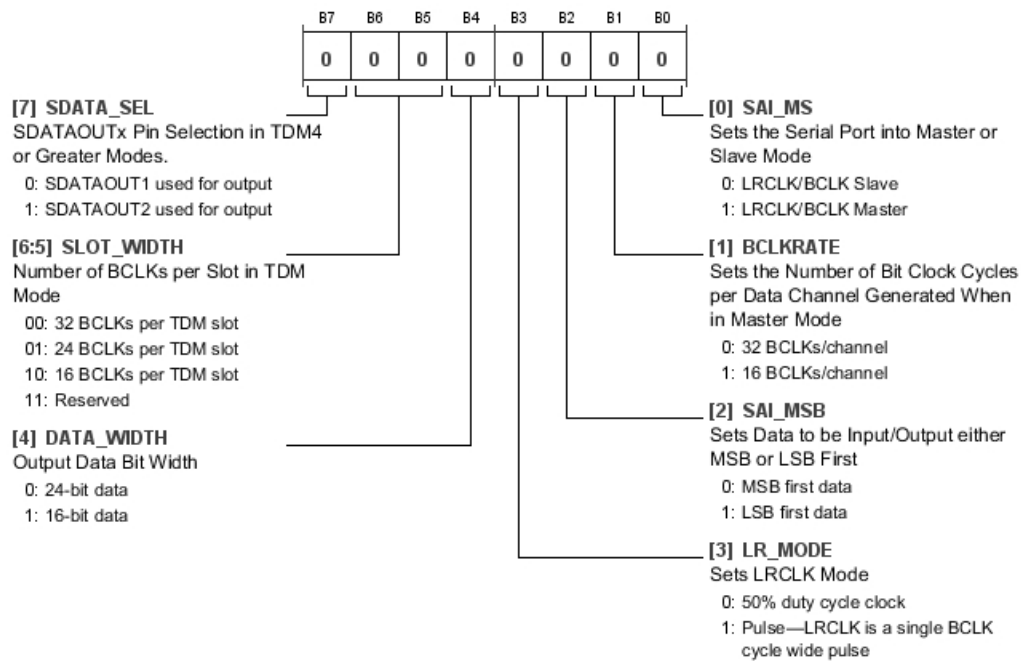 B7 B6 B5 B4 B3 B2 B1 B0
0 0 0 0 0 0 0 0
[7] SDATA_SEL
SDATAOUTx Pin Selection in TDM4
or Greater Modes.
0: SDATAOUT1 used for output
1: SDATAOUT2 used for output
[6:5] SLOT_WIDTH
Number of BCLKs per Slot in TDM
Mode
00: 32 BCLKs per TDM slot
01: 24 BCLKs per TDM slot
10: 16 BCLKs per TDM slot
11: Reserved
[4] DATA_WIDTH
Output Data Bit Width
0: 24-bit data
1: 16-bit data
[0] SAI_MS
Sets the Serial Port into Master or
Slave Mode
0: LRCLK/BCLK Slave
1: LRCLK/BCLK Master
[1] BCLKRATE
Sets the Number of Bit Clock Cycles
per Data Channel Generated When
in Master Mode
0: 32 BCLKs/channel
1: 16 BCLKs/channel
[2] SAI_MSB
Sets Data to be Input/Output either
MSB or LSB First
0: MSB first data
1: LSB first data
[3] LR_MODE
Sets LRCLK Mode
0: 50% duty cycle clock
1: Pulse—LRCLK is a single BCLK
cycle wide pulse